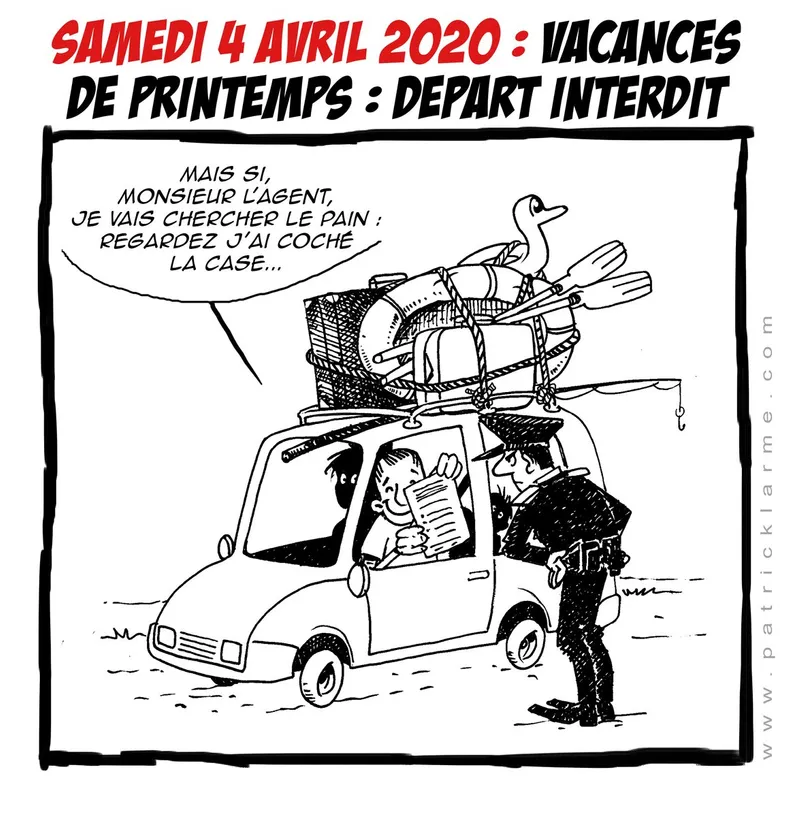 SAMEDI 4 AVRIL 2020 : VACANCES
DE PRINTEMPS : DEPART INTERDIT
MAIS SI,
MONSIEUR L'AGENT,
JE VAIS CHERCHER LE PAIN :
REGARDEZ J'AI COCHÉ
LA CASE...
www.patricklarme.com